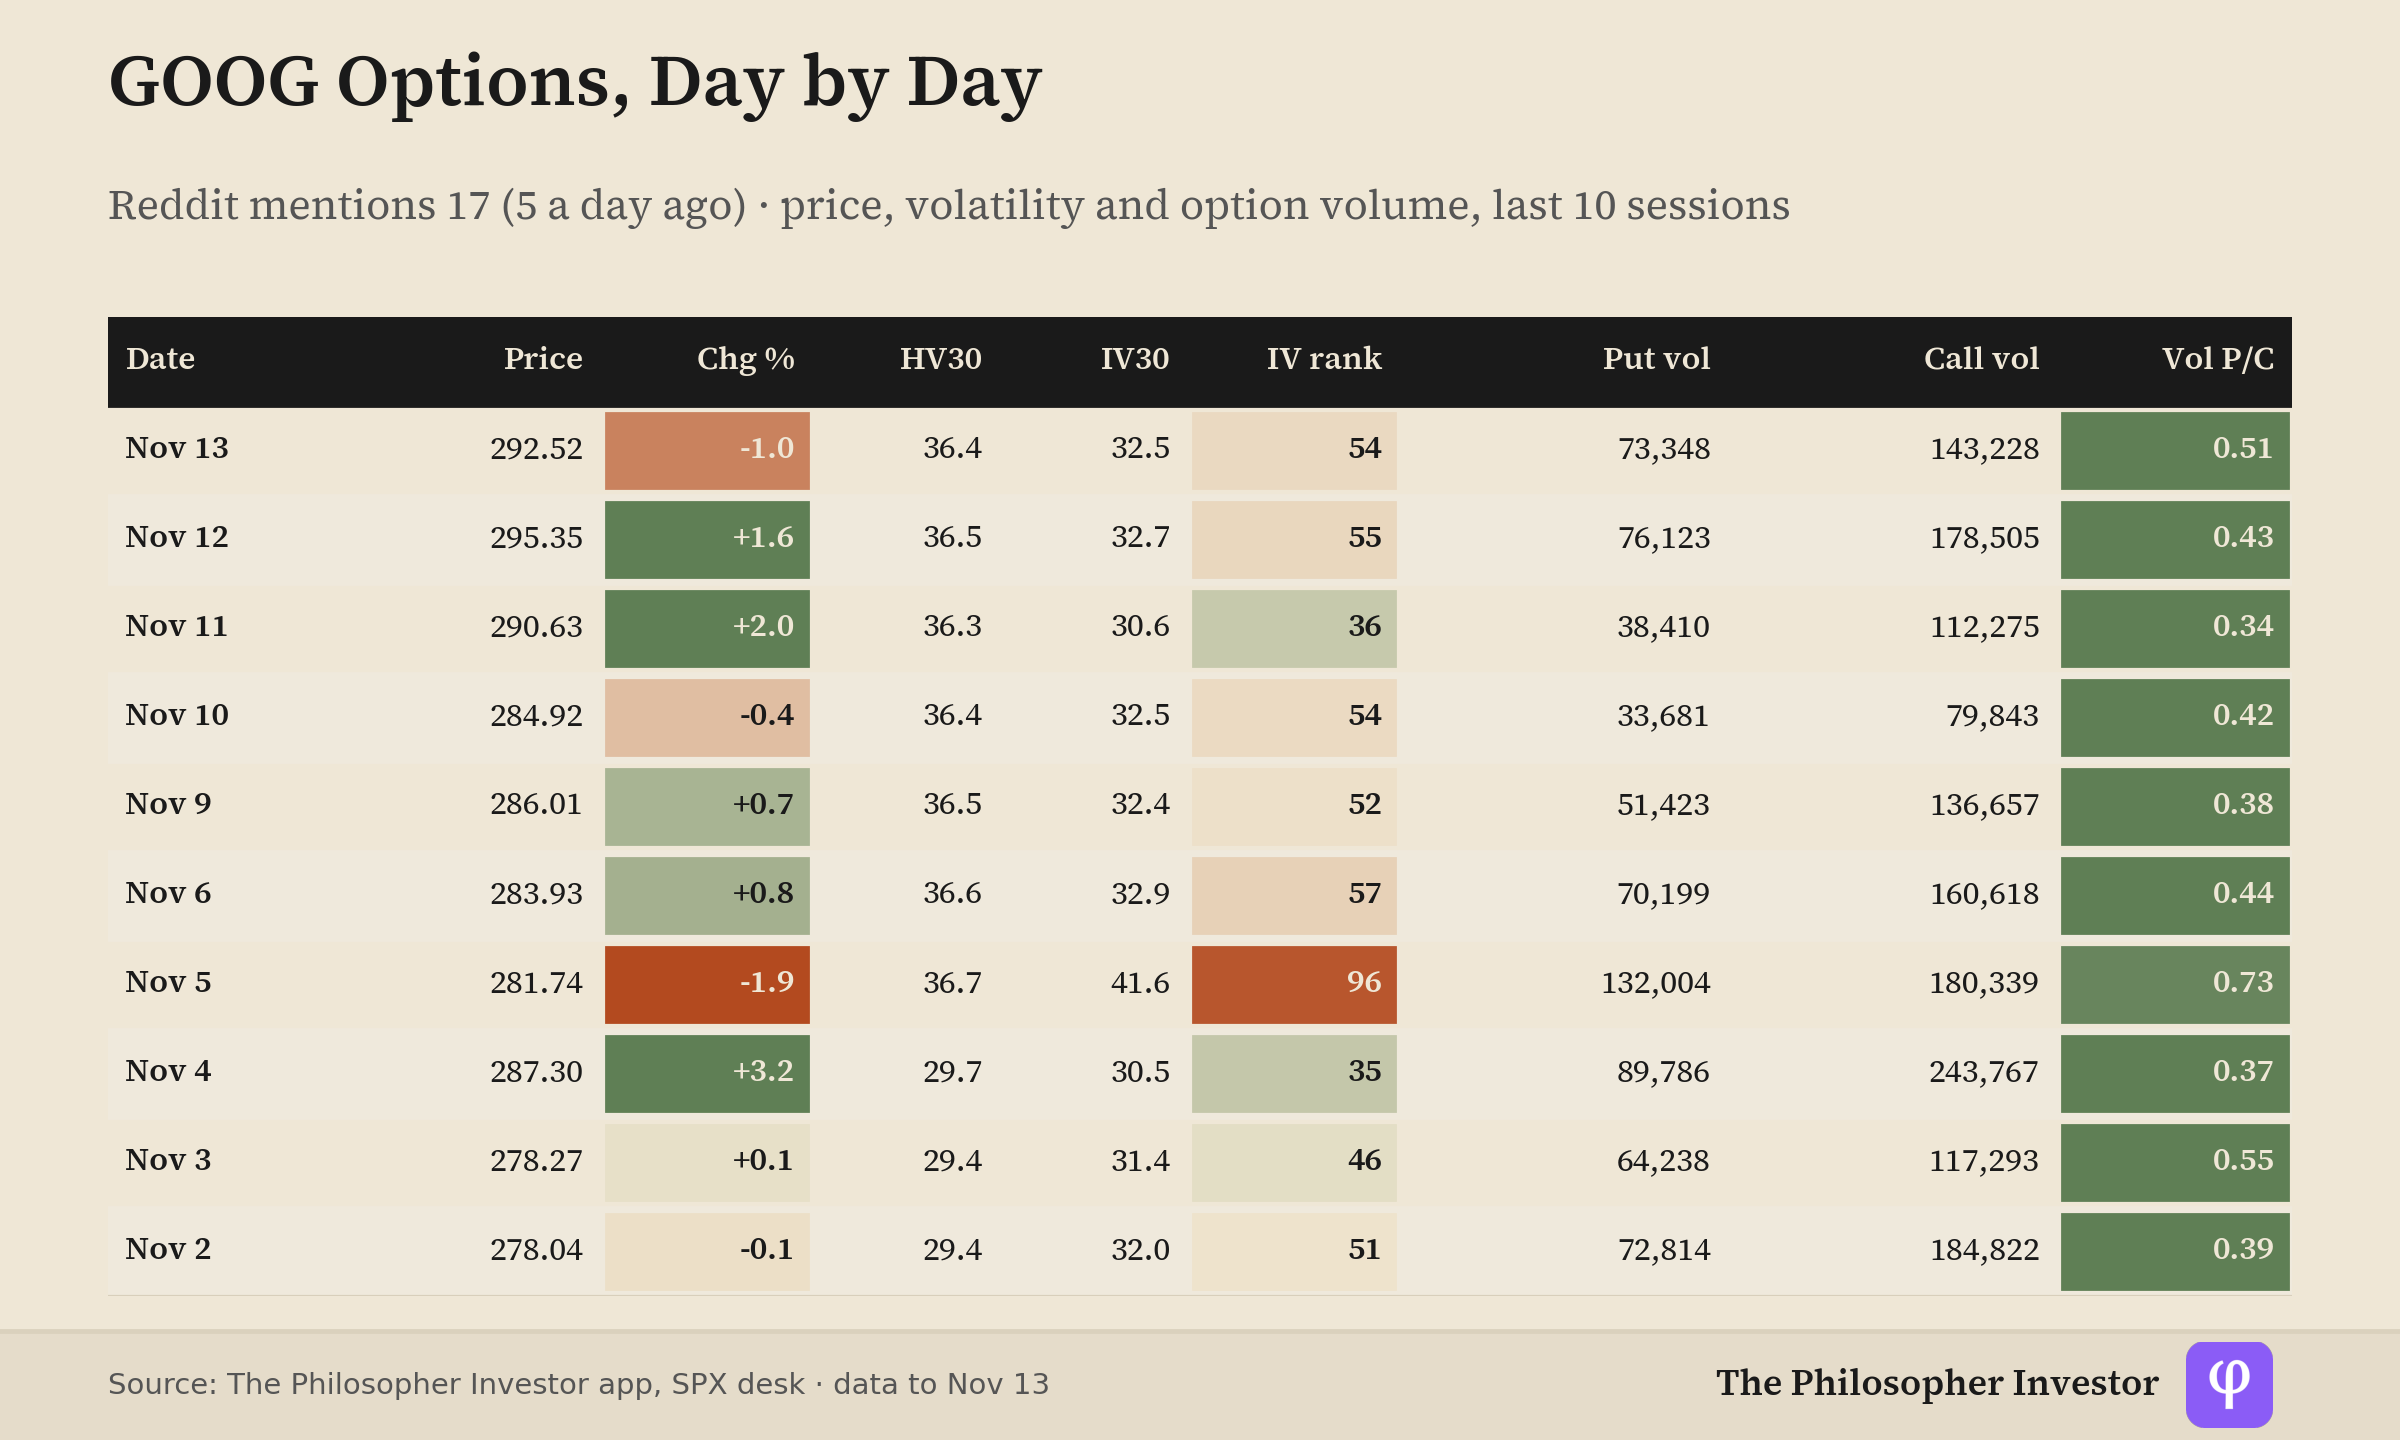 GOOG Options, Day by Day
Reddit mentions 17 (5 a day ago) · price, volatility and option volume, last 10 sessions
Date Price Chg % HV30 IV30 IV rank Put vol Call vol Vol P/C
Nov 13 292.52 -1.0 36.4 32.5 54 73,348 143,228 0.51
Nov 12 295.35 +1.6 36.5 32.7 55 76,123 178,505 0.43
Nov 11 290.63 +2.0 36.3 30.6 36 38,410 112,275 0.34
Nov 10 284.92 -0.4 36.4 32.5 54 33,681 79,843 0.42
Nov 9 286.01 +0.7 36.5 32.4 52 51,423 136,657 0.38
Nov 6 283.93 +0.8 36.6 32.9 57 70,199 160,618 0.44
Nov 5 281.74 -1.9 36.7 41.6 96 132,004 180,339 0.73
Nov 4 287.30 +3.2 29.7 30.5 35 89,786 243,767 0.37
Nov 3 278.27 +0.1 29.4 31.4 46 64,238 117,293 0.55
Nov 2 278.04 -0.1 29.4 32.0 51 72,814 184,822 0.39
Source: The Philosopher Investor app, SPX desk · data to Nov 13
The Philosopher Investor φ